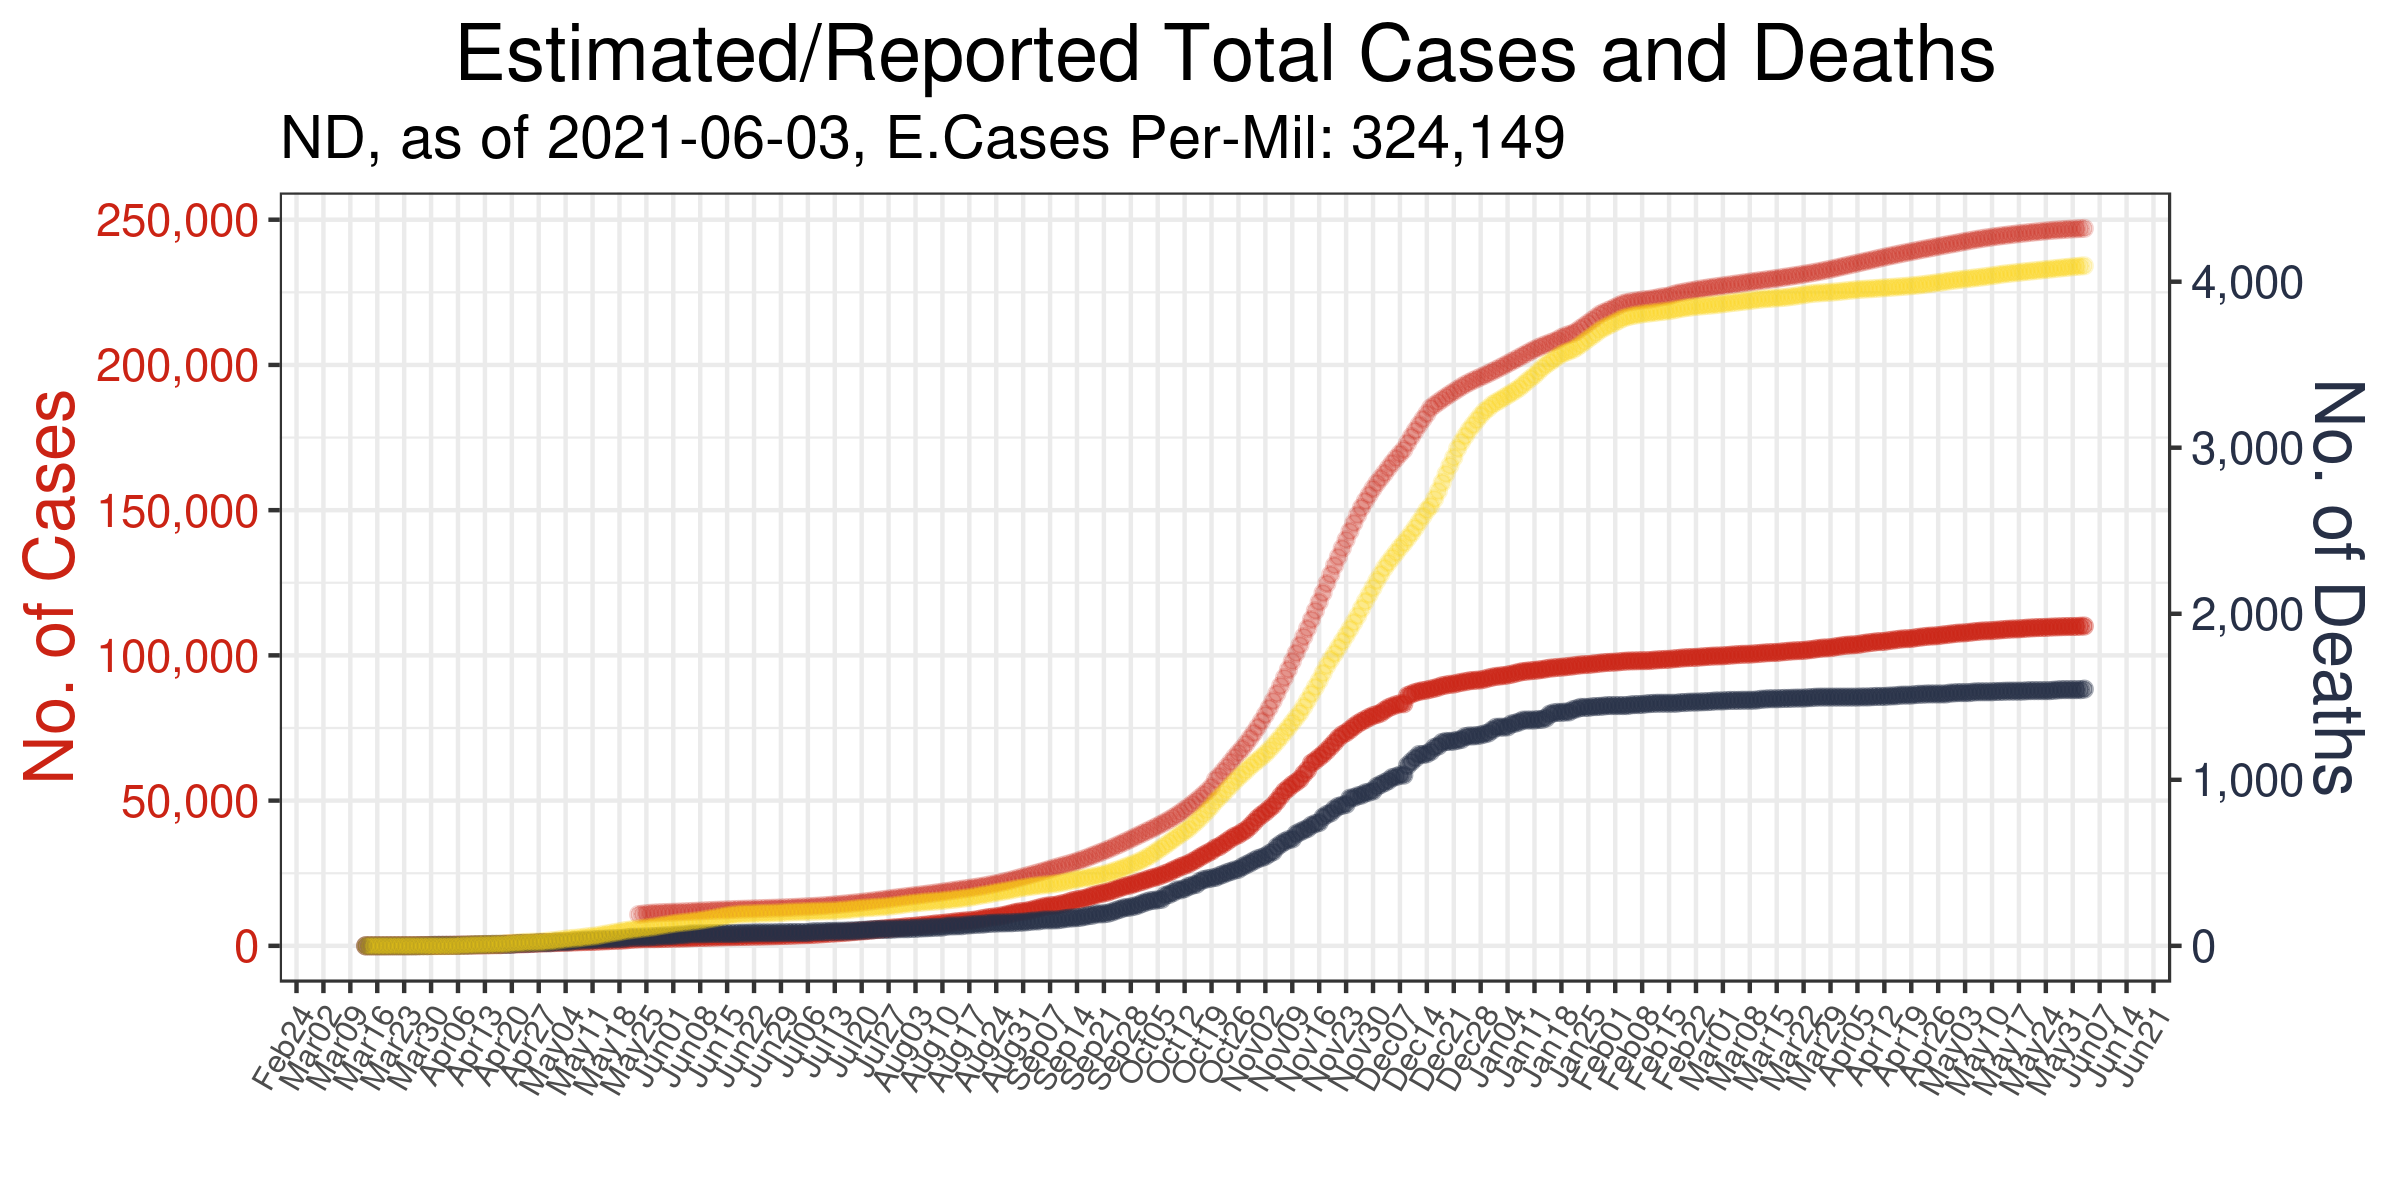 Estimated/Reported Total Cases and Deaths
ND, as of 2021-06-03, E.Cases Per-Mil: 324,149
No. of Cases
250,000
200,000
150,000
100,000
50,000
0
4,000
3,000
2,000
1,000
0
No. of Deaths
Feb24
Mar02
Mar09
Mar16
Mar23
Mar30
Apr06
Apr13
Apr20
Apr27
May04
May11
May18
May25
Jun01
Jun08
Jun15
Jun22
Jun29
Jul06
Jul13
Jul20
Jul27
Aug03
Aug10
Aug17
Aug24
Aug31
Sep07
Sep14
Sep21
Sep28
Oct05
Oct12
Oct19
Oct26
Nov02
Nov09
Nov16
Nov23
Nov30
Dec07
Dec14
Dec21
Dec28
Jan04
Jan11
Jan18
Jan25
Feb01
Feb08
Feb15
Feb22
Mar01
Mar08
Mar15
Mar22
Mar29
Apr05
Apr12
Apr19
Apr26
May03
May10
May17
May24
May31
Jun07
Jun14
Jun21